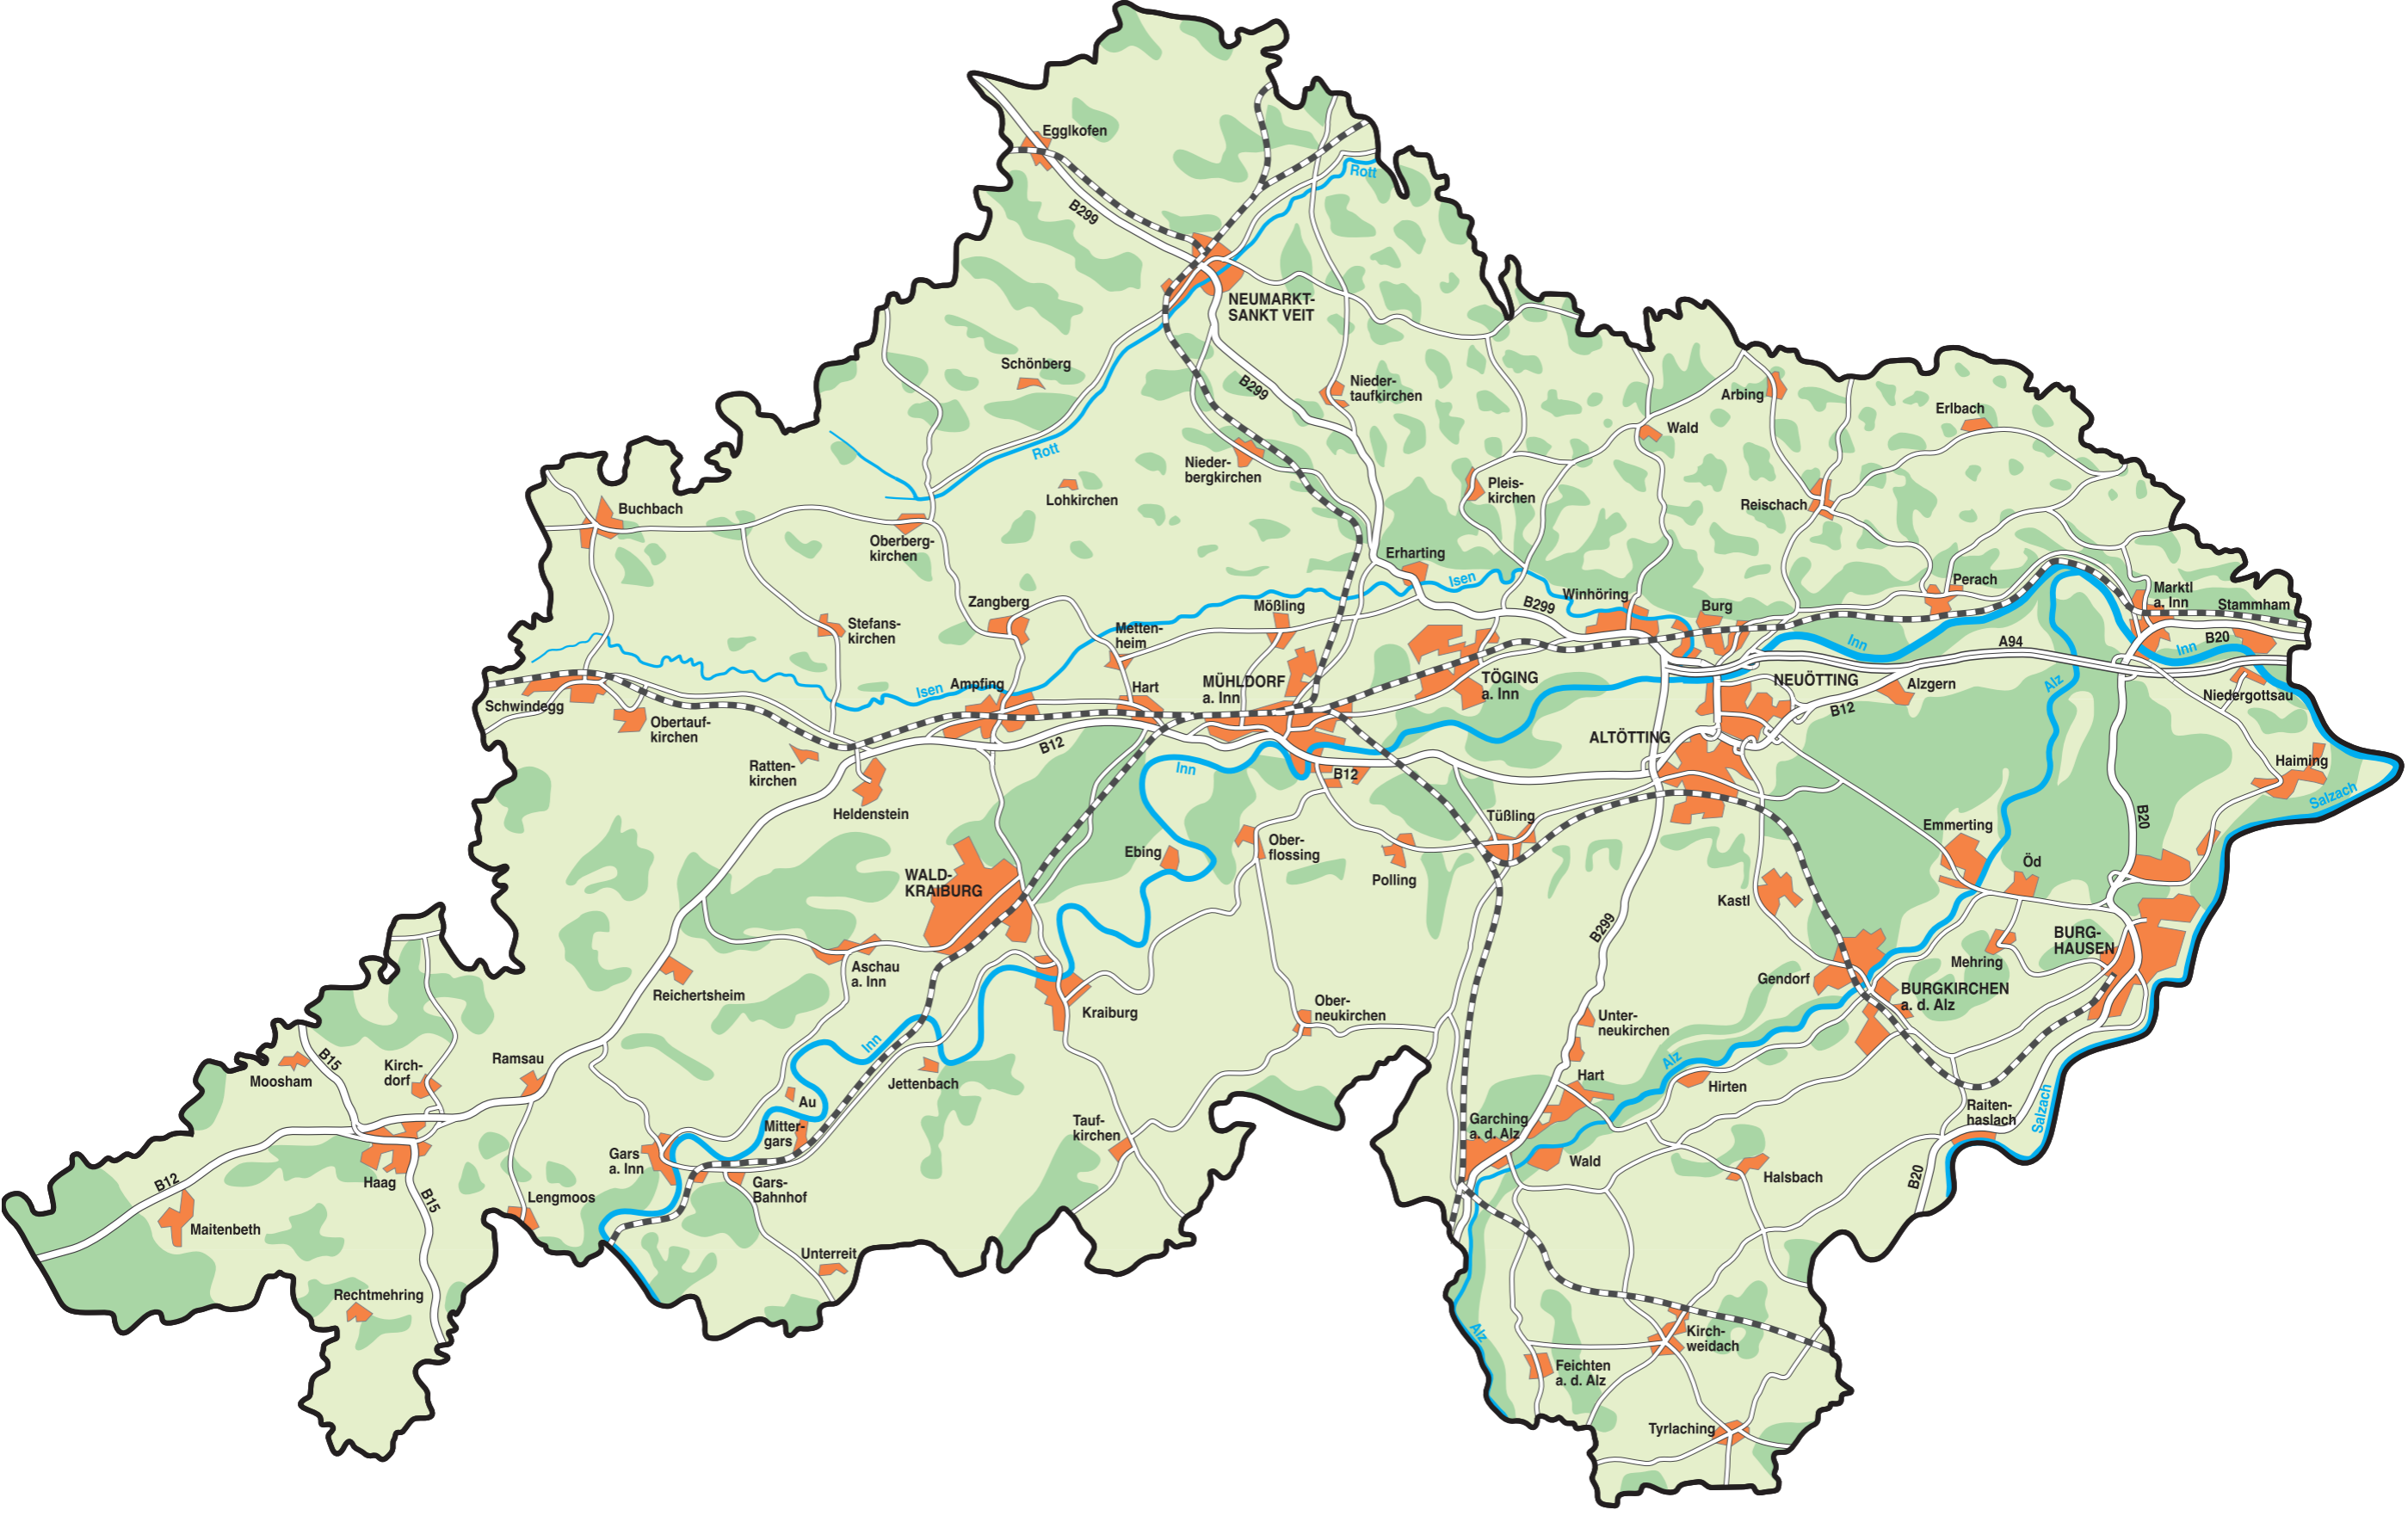 Egglkofen
Rott
B299
NEUMARKT-
SANKT VEIT
Schönberg
B299
Nieder-
taufkirchen
Arbing
Erlbach
Wald
Rott
Nieder-
bergkirchen
Lohkirchen
Pleis-
kirchen
Reischach
Buchbach
Oberberg-
kirchen
Erharting
Isen
Perach
Marktl
a. Inn
Stammham
Zangberg
Mößling
B299
Winhöring
Burg
Stefans-
kirchen
Metten-
heim
Inn
A94
B20
Inn
Schwindegg
Isen
Ampfing
Hart
MÜHLDORF
a. Inn
TÖGING
a. Inn
NEUÖTTING
Alzgern
Alz
Niedergottsau
Obertauf-
kirchen
B12
B12
ALTÖTTING
Ratten-
kirchen
Inn
B12
Haiming
Salzach
Heldenstein
Tüßling
Emmerting
B20
Ebing
Ober-
flossing
Öd
WALD-
KRAIBURG
Polling
Kastl
B299
BURG-
HAUSEN
Aschau
a. Inn
Mehring
Reichertsheim
Gendorf
BURGKIRCHEN
a. d. Alz
Kraiburg
Ober-
neukirchen
Unter-
neukirchen
Inn
B15
Moosham
Kirch-
dorf
Ramsau
Jettenbach
Alz
Hart
Hirten
Au
Mitter-
gars
Tauf-
kirchen
Garching
a. d. Alz
Raiten-
haslach
Salzach
Gars
a. Inn
Wald
Haag
B12
Gars-
Bahnhof
Halsbach
B20
B15
Lengmoos
Maitenbeth
Unterreit
Rechtmehring
Alz
Kirch-
weidach
Feichten
a. d. Alz
Tyrlaching